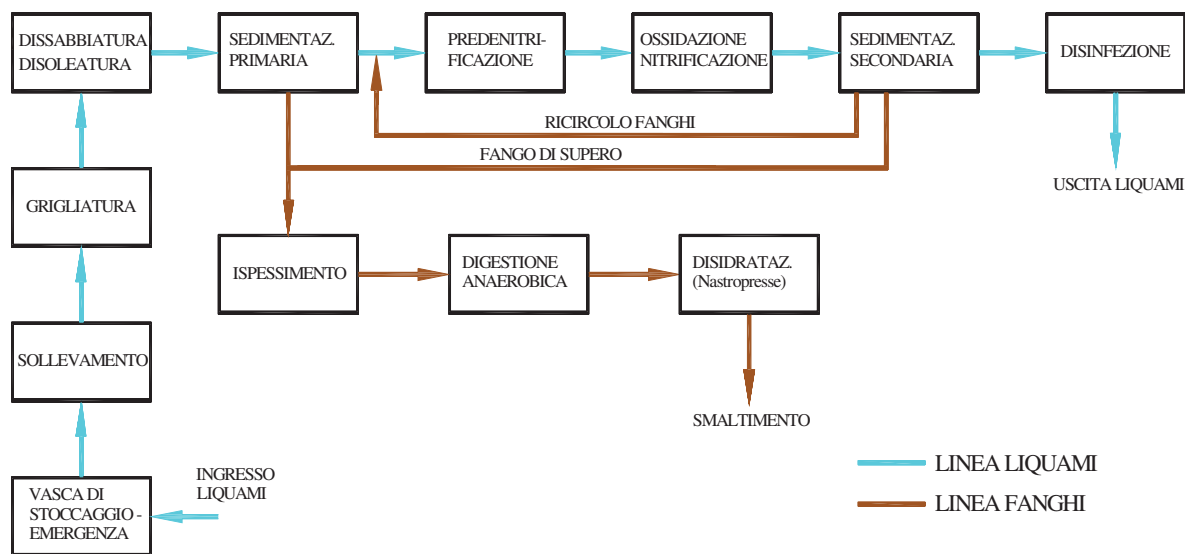 DISSABBIATURA
DISOLEATURA
SEDIMENTAZ.
PRIMARIA
PREDENITRI-
FICAZIONE
OSSIDAZIONE
NITRIFICAZIONE
SEDIMENTAZ.
SECONDARIA
DISINFEZIONE
RICIRCOLO FANGHI
FANGO DI SUPERO
USCITA LIQUAMI
GRIGLIATURA
ISPESSIMENTO
DIGESTIONE
ANAEROBICA
DISIDRATAZ.
(Nastropresse)
SOLLEVAMENTO
SMALTIMENTO
INGRESSO
LIQUAMI
VASCA DI
STOCCAGGIO -
EMERGENZA
LINEA LIQUAMI
LINEA FANGHI